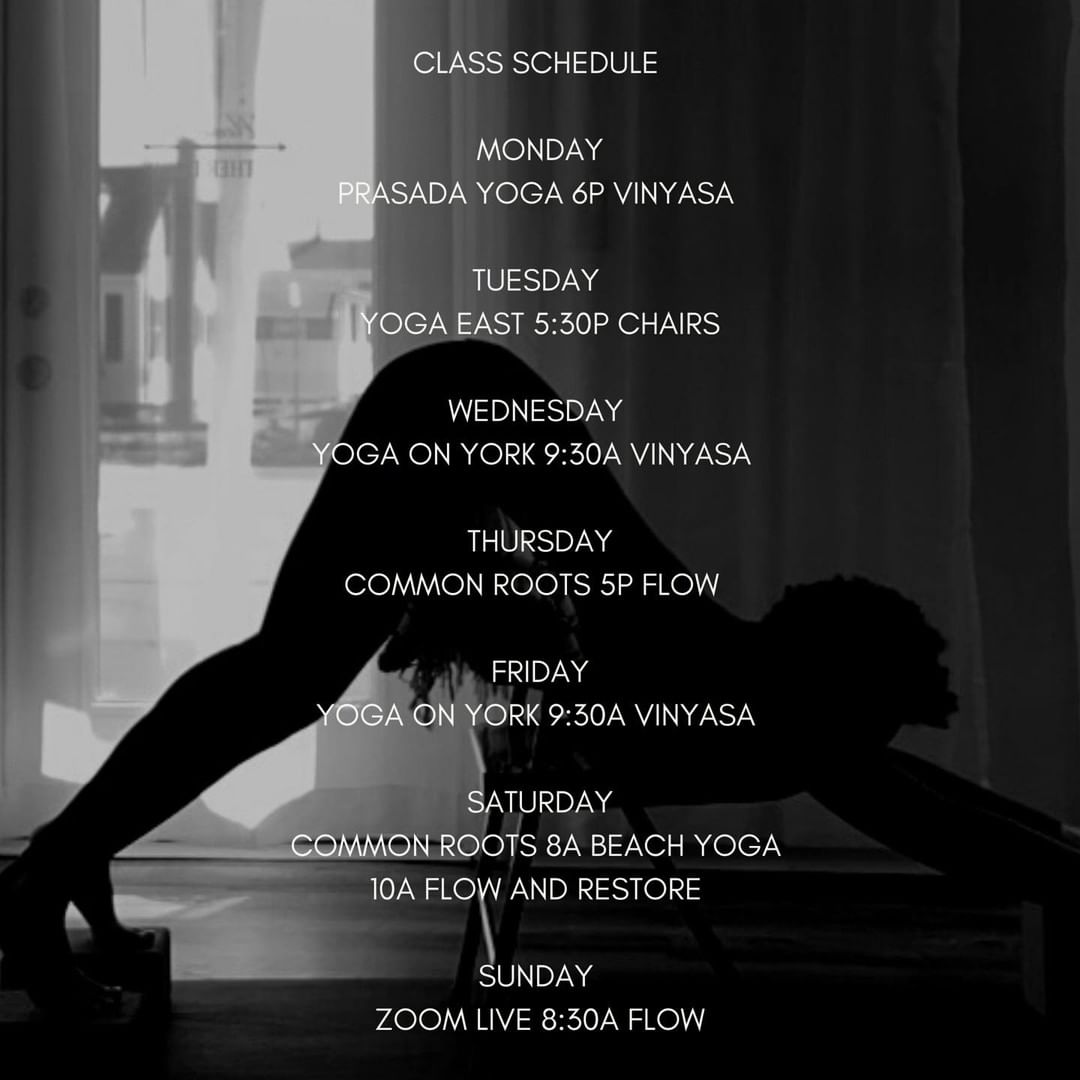 CLASS SCHEDULE
MONDAY
PRASADA YOGA 6P VINYASA
TUESDAY
YOGA EAST 5:30P CHAIRS
WEDNESDAY
YOGA ON YORK 9:30A VINYASA
THURSDAY
COMMON ROOTS 5P FLOW
FRIDAY
YOGA ON YORK 9:30A VINYASA
SATURDAY
COMMON ROOTS 8A BEACH YOGA
10A FLOW AND RESTORE
SUNDAY
ZOOM LIVE 8:30A FLOW